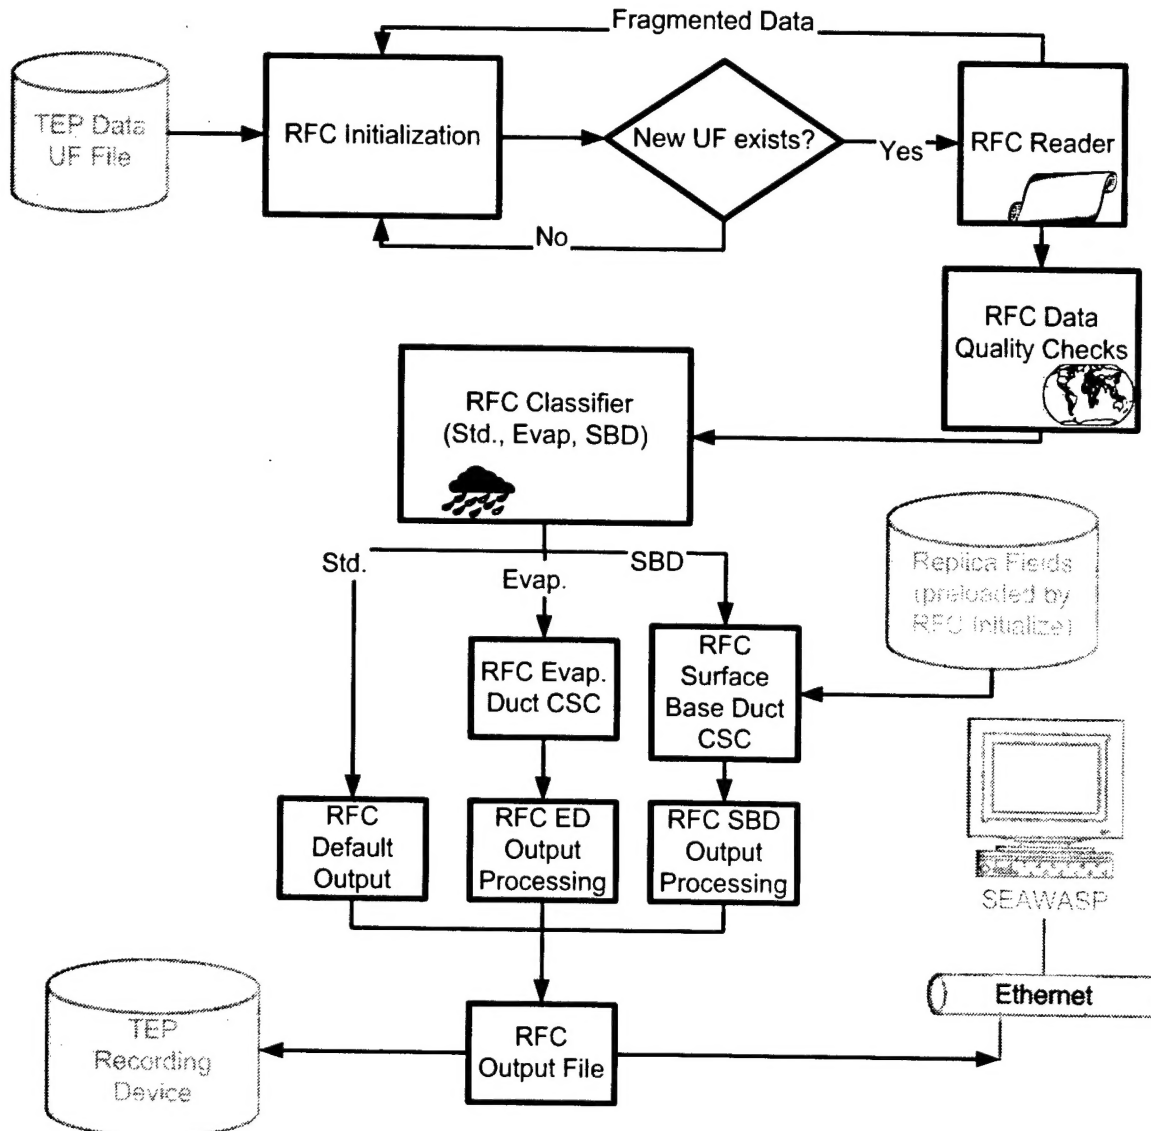 Fragmented Data
TEP Data
UF File
RFC Initialization
New UF exists?
Yes
RFC Reader
No
RFC Data
Quality Checks
RFC Classifier
(Std., Evap, SBD)
Std.
Evap.
SBD
Replica Fields
(preloaded by
RFC Initialize)
RFC Evap.
Duct CSC
RFC
Surface
Base Duct
CSC
RFC
Default
Output
RFC ED
Output
Processing
RFC SBD
Output
Processing
SEAWASP
Ethernet
TEP
Recording
Device
RFC
Output File